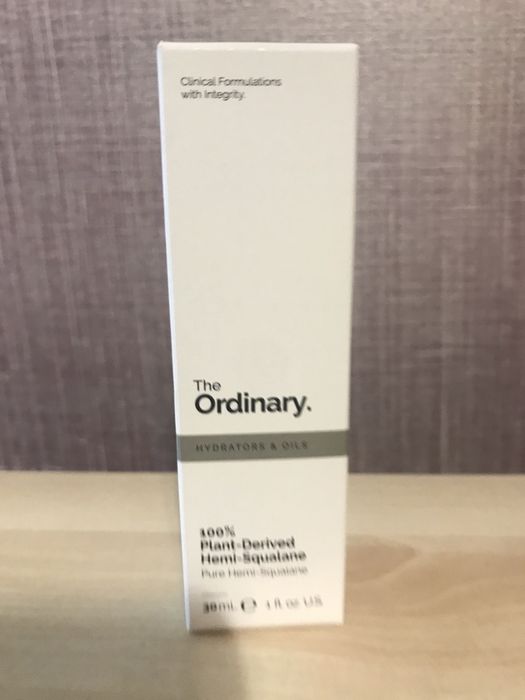 Clinical Formulations
with Integrity.
The
Ordinary.
HYDRATORS & OILS
100%
Plant-Derived
Hemi-Squalane
Pure Hemi-Squalane
30mL ℮ 1 fl oz US